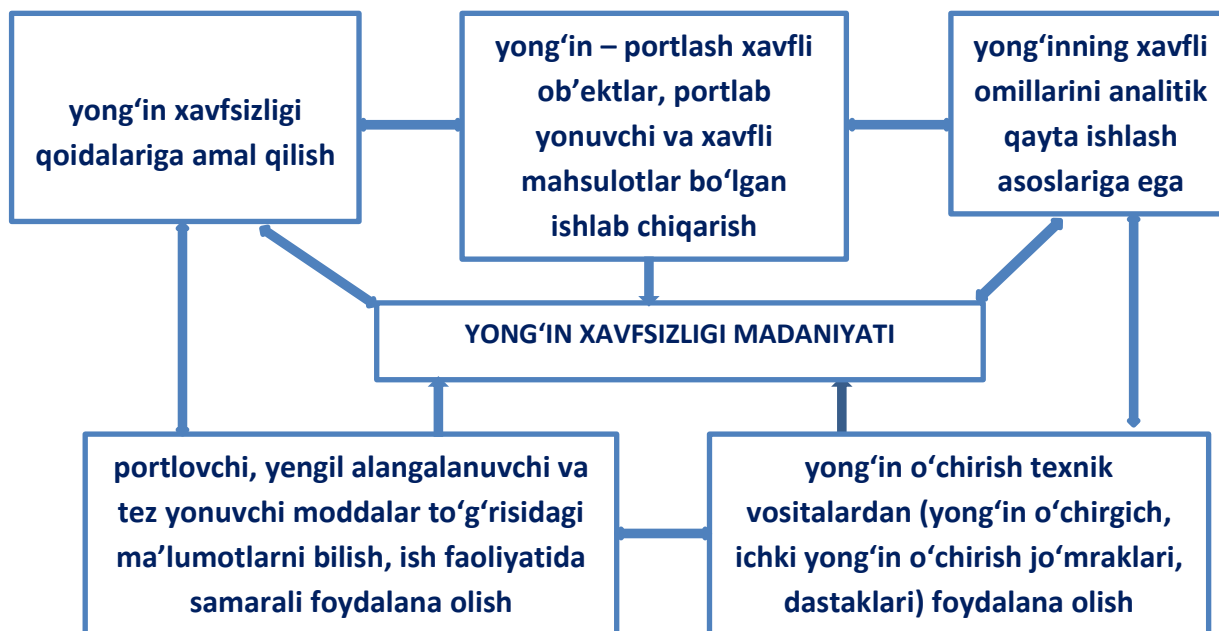 yong‘in xavfsizligi
qoidalariga amal qilish
yong‘in – portlash xavfli
ob’ektlar, portlab
yonuvchi va xavfli
mahsulotlar bo‘lgan
ishlab chiqarish
yong‘inning xavfli
omillarini analitik
qayta ishlash
asoslariga ega
YONG‘IN XAVFSIZLIGI MADANIYATI
portlovchi, yengil alangalanuvchi va
tez yonuvchi moddalar to‘g‘risidagi
ma’lumotlarni bilish, ish faoliyatida
samarali foydalana olish
yong‘in o‘chirish texnik
vositalardan (yong‘in o‘chirgich,
ichki yong‘in o‘chirish jo‘mraklari,
dastaklari) foydalana olish